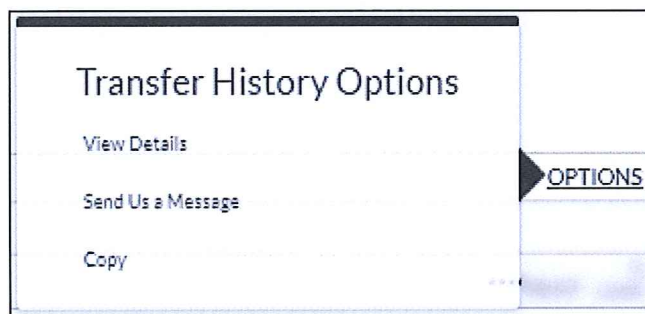 Transfer History Options
View Details
OPTIONS
Send Us a Message
Copy